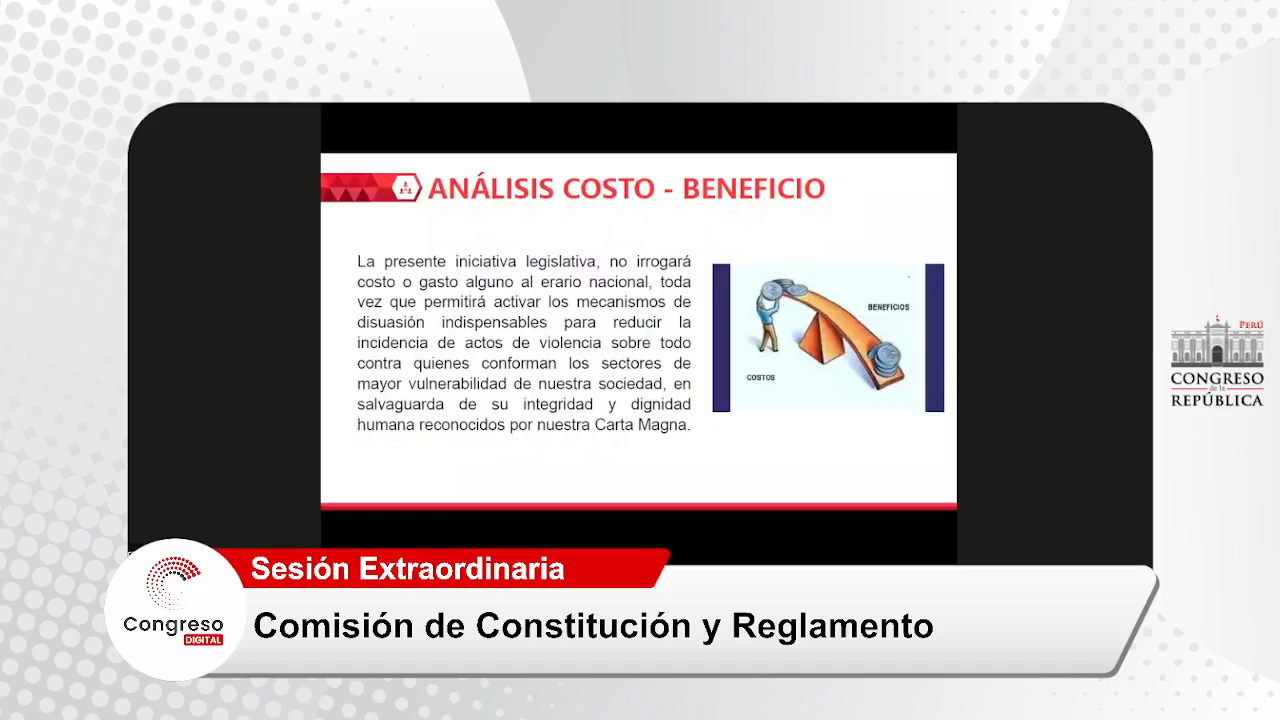 ANÁLISIS COSTO - BENEFICIO
La presente iniciativa legislativa, no irrogará
costo o gasto alguno al erario nacional, toda
vez que permitirá activar los mecanismos de
disuasión indispensables para reducir la
incidencia de actos de violencia sobre todo
contra quienes conforman los sectores de
mayor vulnerabilidad de nuestra sociedad, en
salvaguarda de su integridad y dignidad
humana reconocidos por nuestra Carta Magna.
BENEFICIOS
COSTOS
PERÚ
CONGRESO
de la
REPÚBLICA
Sesión Extraordinaria
Congreso
DIGITAL
Comisión de Constitución y Reglamento